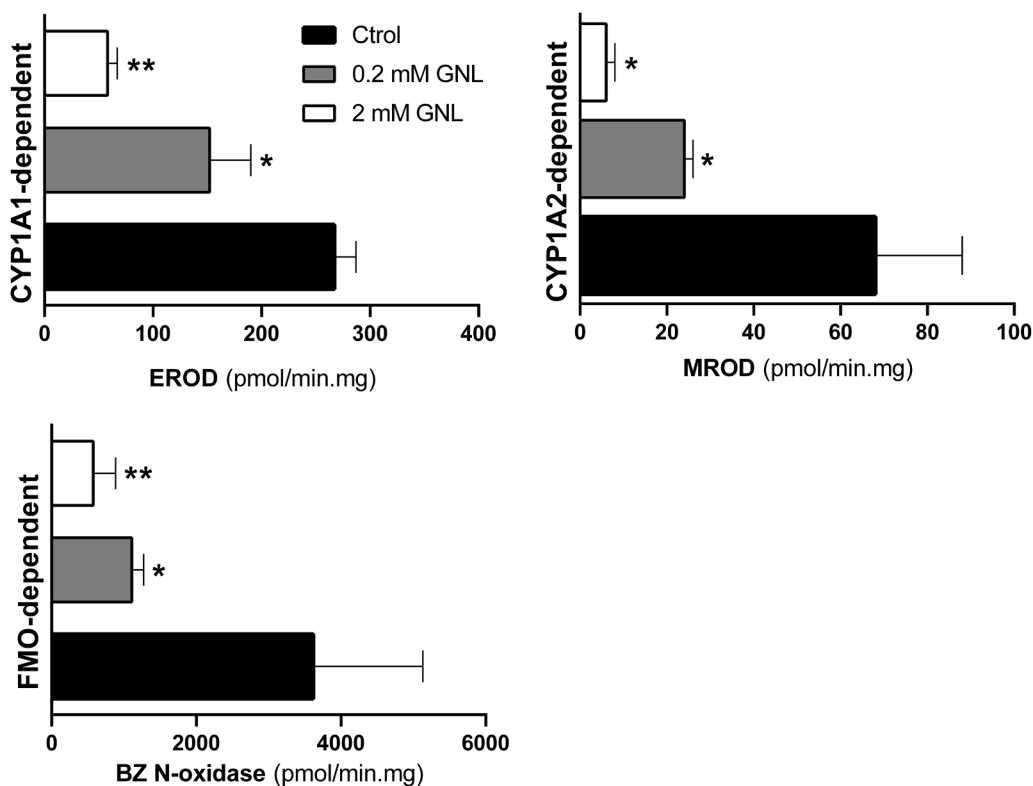 CYP1A1-dependent
**
*
Ctrol
0.2 mM GNL
2 mM GNL
0 100 200 300 400
EROD (pmol/min.mg)
CYP1A2-dependent
*
*
0 20 40 60 80 100
MROD (pmol/min.mg)
FMO-dependent
**
*
0 2000 4000 6000
BZ N-oxidase (pmol/min.mg)